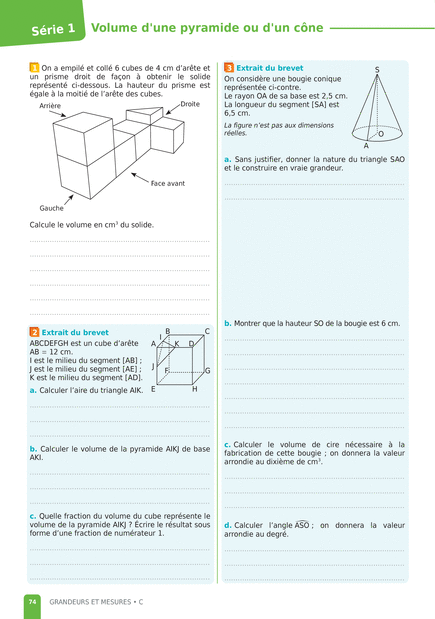 Série 1
Volume d'une pyramide ou d'un cône
1 On a empilé et collé 6 cubes de 4 cm d'arête et
un prisme droit de façon à obtenir le solide
représenté ci-dessous. La hauteur du prisme est
égale à la moitié de l'arête des cubes.
Arrière
Droite
Face avant
Gauche
Calcule le volume en cm³ du solide.
2 Extrait du brevet
ABCDEFGH est un cube d'arête
AB = 12 cm.
I est le milieu du segment [AB] ;
J est le milieu du segment [AE] ;
K est le milieu du segment [AD].
a. Calculer l'aire du triangle AIK.
B
C
I
A
K
D
J
F
G
E
H
b. Calculer le volume de la pyramide AIKJ de base
AKI.
c. Quelle fraction du volume du cube représente le
volume de la pyramide AIKJ ? Écrire le résultat sous
forme d'une fraction de numérateur 1.
3 Extrait du brevet
On considère une bougie conique
représentée ci-contre.
Le rayon OA de sa base est 2,5 cm.
La longueur du segment [SA] est
6,5 cm.
La figure n'est pas aux dimensions
réelles.
S
O
A
a. Sans justifier, donner la nature du triangle SAO
et le construire en vraie grandeur.
b. Montrer que la hauteur SO de la bougie est 6 cm.
c. Calculer le volume de cire nécessaire à la
fabrication de cette bougie ; on donnera la valeur
arrondie au dixième de cm³.
d. Calculer l'angle ASO ; on donnera la valeur
arrondie au degré.
74 GRANDEURS ET MESURES • C